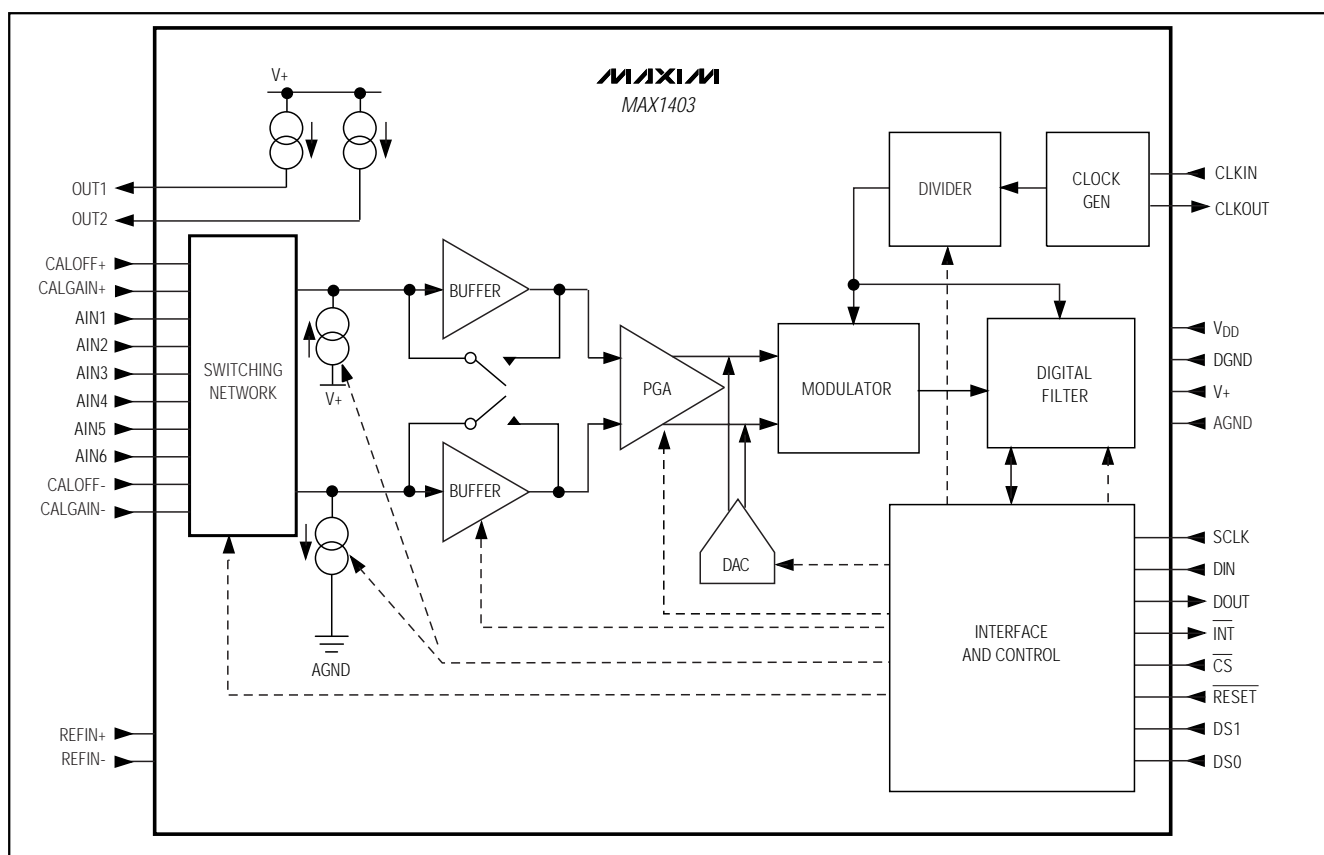 MAXIM
MAX1403
V+
OUT1
OUT2
CALOFF+
CALGAIN+
AIN1
AIN2
AIN3
AIN4
AIN5
AIN6
CALOFF-
CALGAIN-
REFIN+
REFIN-
SWITCHING
NETWORK
V+
AGND
BUFFER
BUFFER
PGA
DAC
MODULATOR
DIVIDER
CLOCK
GEN
DIGITAL
FILTER
INTERFACE
AND CONTROL
CLKIN
CLKOUT
VDD
DGND
V+
AGND
SCLK
DIN
DOUT
INT
CS
RESET
DS1
DS0